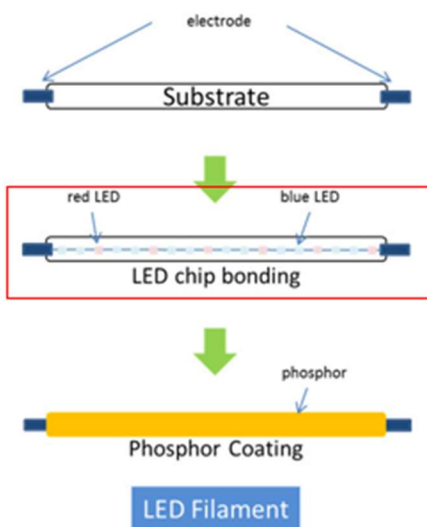 electrode
Substrate
red LED
blue LED
LED chip bonding
phosphor
Phosphor Coating
LED Filament